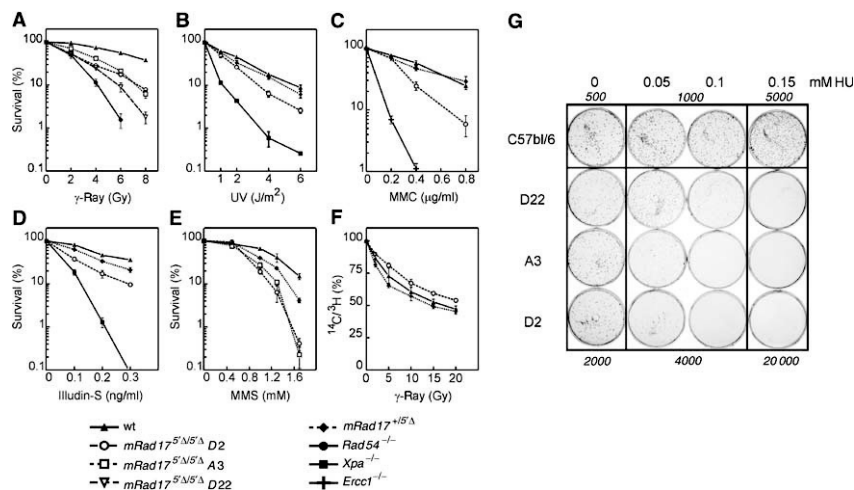 A
B
C
G
Survival (%)
100
10
1
0.1
0 2 4 6 8
γ-Ray (Gy)
100
10
1
0.1
1 2 4 6
UV (J/m²)
100
10
1
0 0.2 0.4 0.6 0.8
MMC (μg/ml)
0 0.05 0.1 0.15 mM HU
500 1000 5000
C57bl/6
D22
A3
D2
2000 4000 20 000
D
E
F
Survival (%)
100
10
1
0.1
0 0.1 0.2 0.3
Illudin-S (ng/ml)
Survival (%)
100
10
1
0.1
0 0.4 0.8 1.2 1.6
MMS (mM)
¹⁴C/³H (%)
100
75
50
25
0
0 5 10 15 20
γ-Ray (Gy)
wt
mRad17⁵'Δ/⁵'Δ D2
mRad17⁵'Δ/⁵'Δ A3
mRad17⁵'Δ/⁵'Δ D22
mRad17⁺/⁵'Δ
Rad54⁻/⁻
Xpa⁻/⁻
Ercc1⁻/⁻